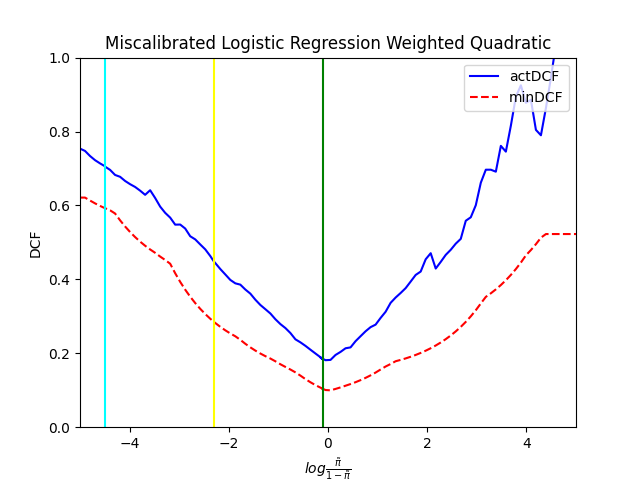 Miscalibrated Logistic Regression Weighted Quadratic
actDCF
minDCF
DCF
1.0
0.8
0.6
0.4
0.2
0.0
−4 −2 0 2 4
log π̃/(1−π̃)